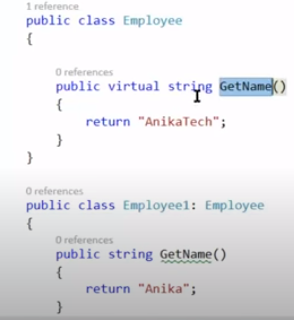 1 reference
public class Employee
{
0 references
public virtual string GetName()
{
return "AnikaTech";
}
}
0 references
public class Employee1: Employee
{
0 references
public string GetName()
{
return "Anika";
}